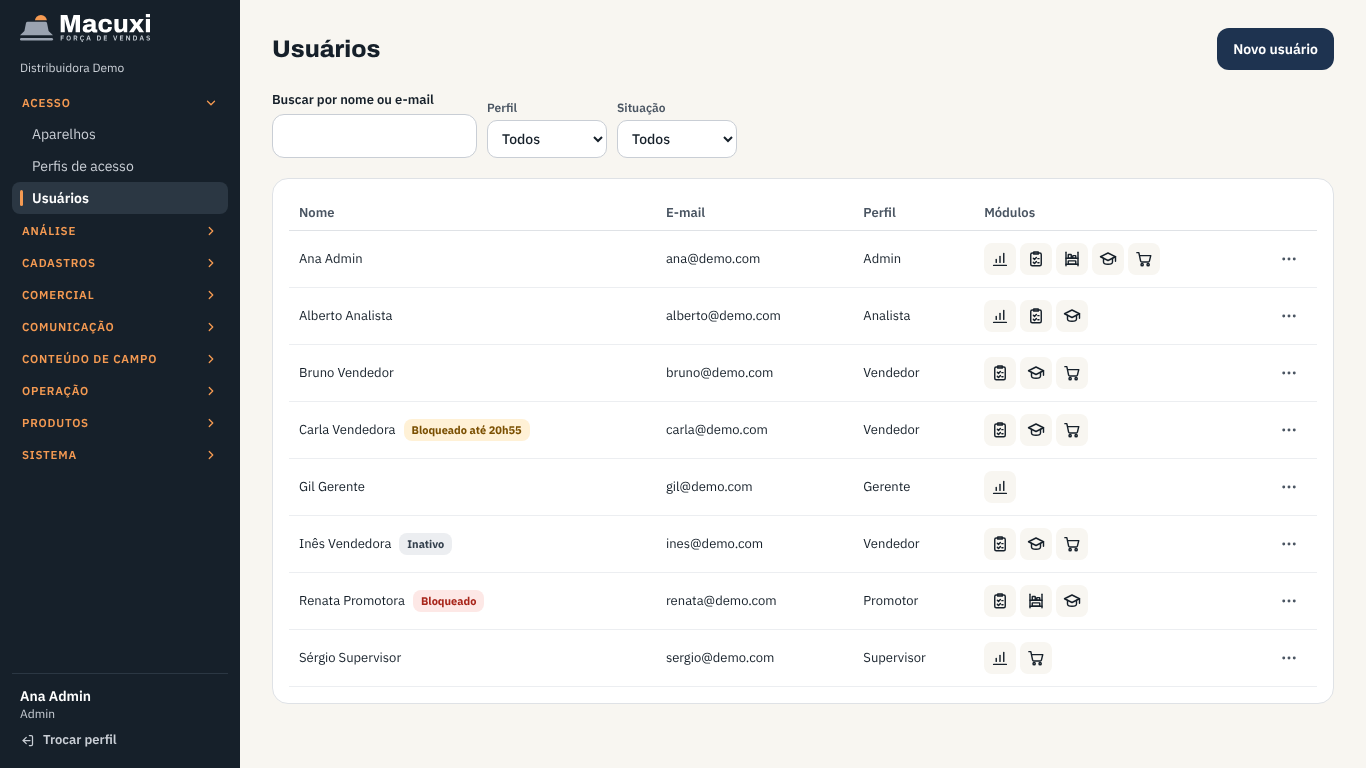 Macuxi
FORÇA DE VENDAS
Distribuidora Demo
ACESSO
Aparelhos
Perfis de acesso
Usuários
ANÁLISE
CADASTROS
COMERCIAL
COMUNICAÇÃO
CONTEÚDO DE CAMPO
OPERAÇÃO
PRODUTOS
SISTEMA
Ana Admin
Admin
Trocar perfil
Usuários
Novo usuário
Buscar por nome ou e-mail
Perfil
Situação
Todos
Todos
Nome E-mail Perfil Módulos
Ana Admin ana@demo.com Admin
Alberto Analista alberto@demo.com Analista
Bruno Vendedor bruno@demo.com Vendedor
Carla Vendedora Bloqueado até 20h55 carla@demo.com Vendedor
Gil Gerente gil@demo.com Gerente
Inês Vendedora Inativo ines@demo.com Vendedor
Renata Promotora Bloqueado renata@demo.com Promotor
Sérgio Supervisor sergio@demo.com Supervisor